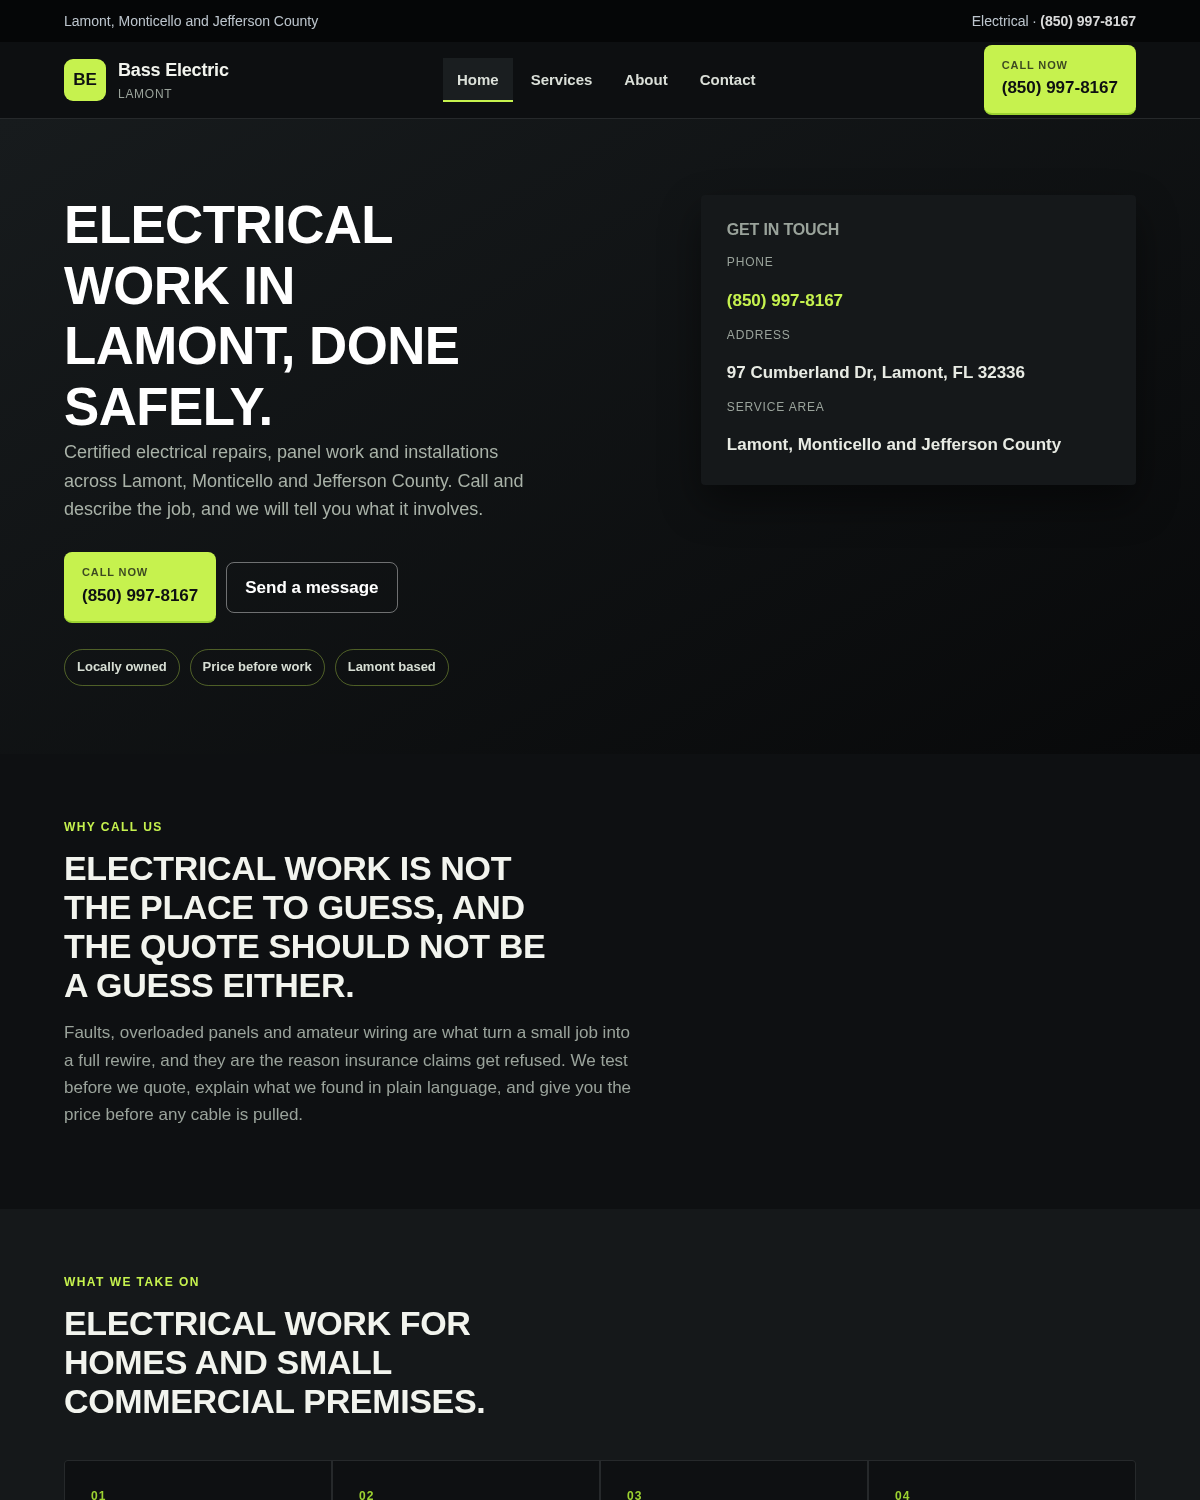 Lamont, Monticello and Jefferson County
Electrical · (850) 997-8167
BE
Bass Electric
LAMONT
Home
Services
About
Contact
CALL NOW
(850) 997-8167
ELECTRICAL
WORK IN
LAMONT, DONE
SAFELY.
Certified electrical repairs, panel work and installations
across Lamont, Monticello and Jefferson County. Call and
describe the job, and we will tell you what it involves.
CALL NOW
(850) 997-8167
Send a message
Locally owned
Price before work
Lamont based
GET IN TOUCH
PHONE
(850) 997-8167
ADDRESS
97 Cumberland Dr, Lamont, FL 32336
SERVICE AREA
Lamont, Monticello and Jefferson County
WHY CALL US
ELECTRICAL WORK IS NOT
THE PLACE TO GUESS, AND
THE QUOTE SHOULD NOT BE
A GUESS EITHER.
Faults, overloaded panels and amateur wiring are what turn a small job into
a full rewire, and they are the reason insurance claims get refused. We test
before we quote, explain what we found in plain language, and give you the
price before any cable is pulled.
WHAT WE TAKE ON
ELECTRICAL WORK FOR
HOMES AND SMALL
COMMERCIAL PREMISES.
01
02
03
04